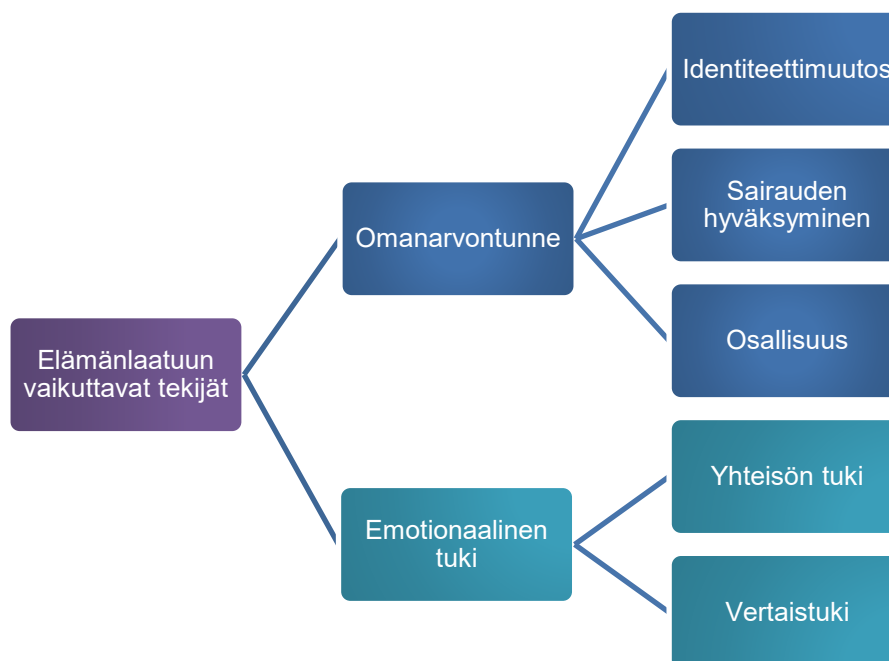 Identiteettimuutos
Sairauden
hyväksyminen
Omanarvontunne
Osallisuus
Elämänlaatuun
vaikuttavat tekijät
Yhteisön tuki
Emotionaalinen
tuki
Vertaistuki